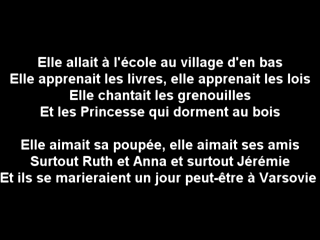 Elle allait à l'école au village d'en bas
Elle apprenait les livres, elle apprenait les lois
Elle chantait les grenouilles
Et les Princesse qui dorment au bois
Elle aimait sa poupée, elle aimait ses amis
Surtout Ruth et Anna et surtout Jérémie
Et ils se marieraient un jour peut-être à Varsovie